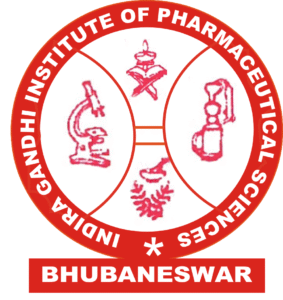 INDIRA GANDHI INSTITUTE OF PHARMACEUTICAL SCIENCES
BHUBANESWAR